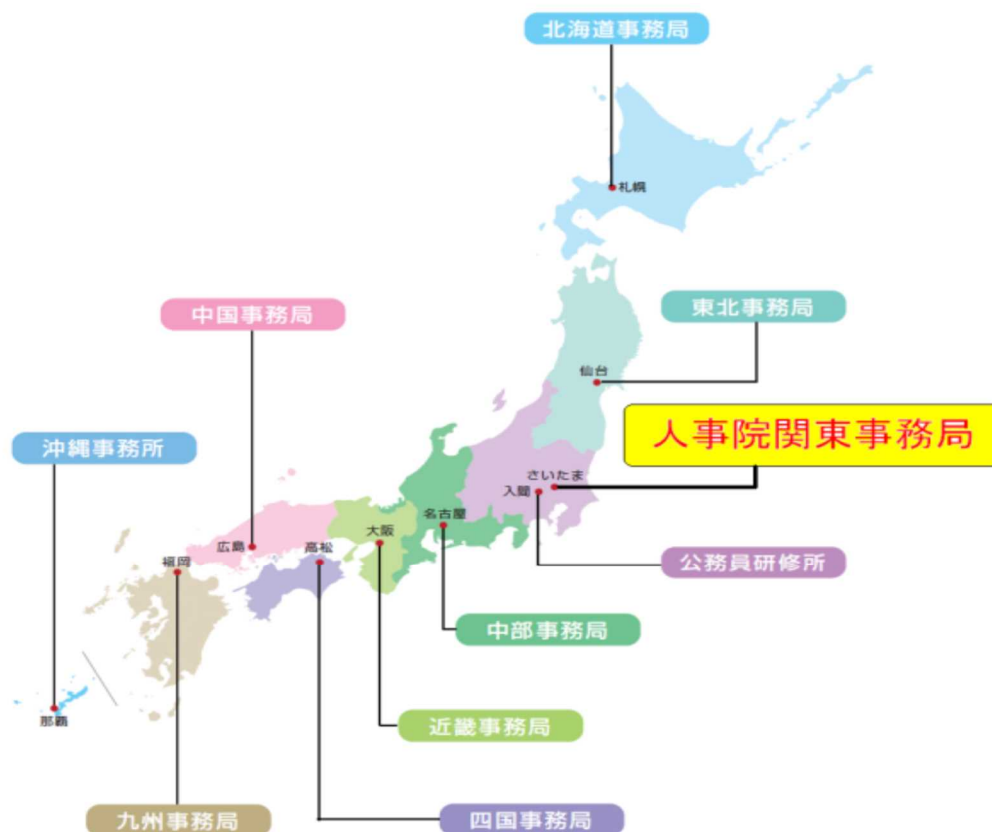 北海道事務局
札幌
中国事務局
東北事務局
仙台
人事院関東事務局
沖縄事務所
さいたま
入間
名古屋
大阪
広島
高松
福岡
公務員研修所
中部事務局
那覇
近畿事務局
九州事務局
四国事務局